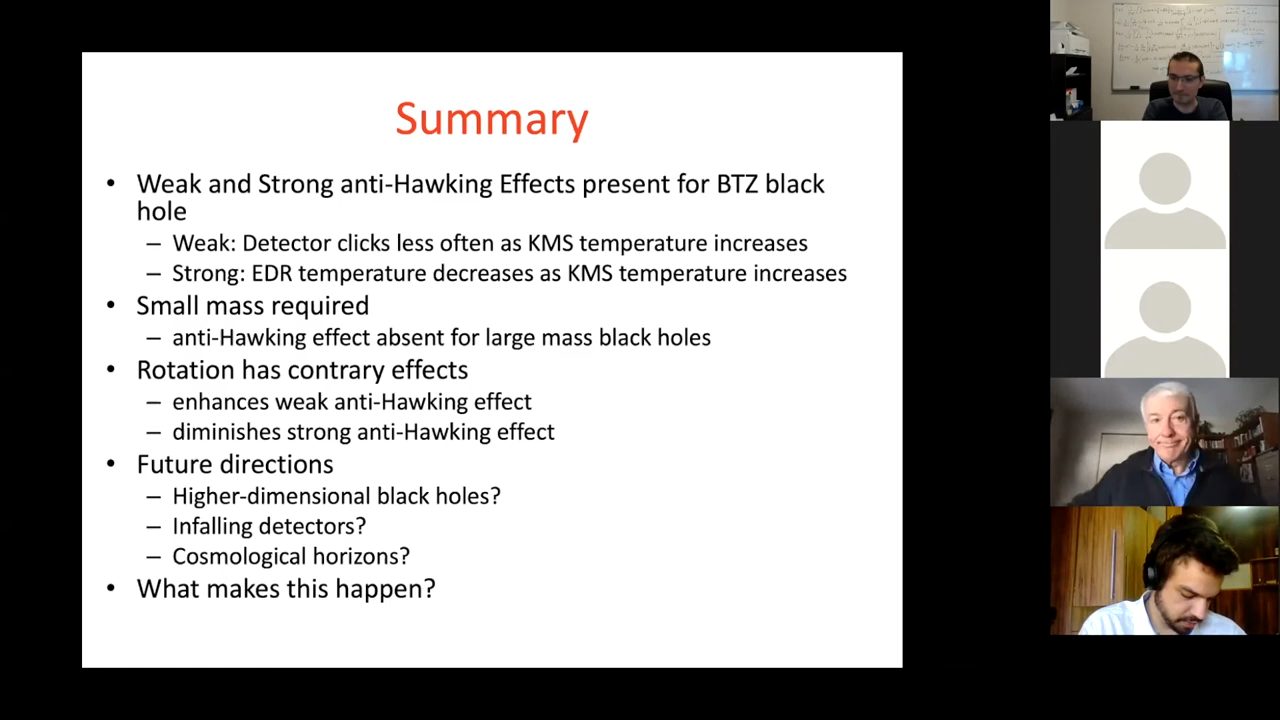 Summary
• Weak and Strong anti-Hawking Effects present for BTZ black
hole
– Weak: Detector clicks less often as KMS temperature increases
– Strong: EDR temperature decreases as KMS temperature increases
• Small mass required
– anti-Hawking effect absent for large mass black holes
• Rotation has contrary effects
– enhances weak anti-Hawking effect
– diminishes strong anti-Hawking effect
• Future directions
– Higher-dimensional black holes?
– Infalling detectors?
– Cosmological horizons?
• What makes this happen?